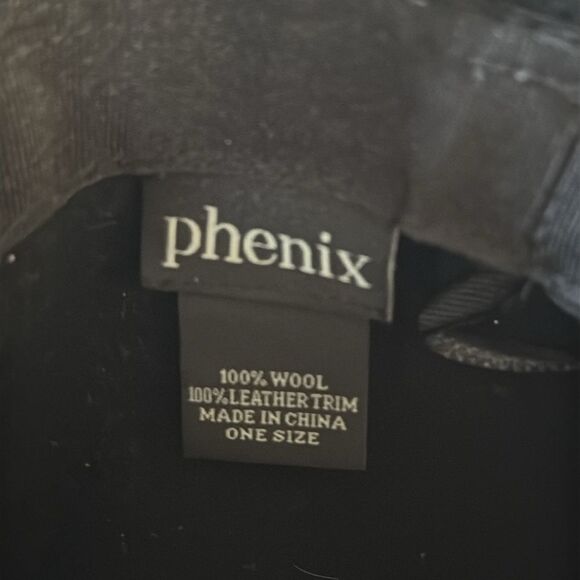 phenix
100% WOOL
100%LEATHER TRIM
MADE IN CHINA
ONE SIZE